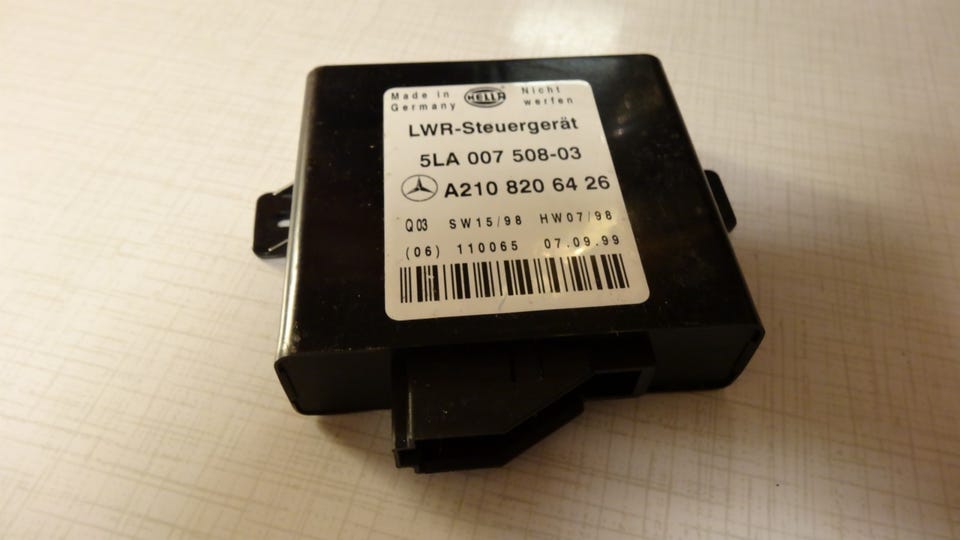 Made in Germany HELLA Nicht werfen
LWR-Steuergerät
5LA 007 508-03
A210 820 64 26
Q03 SW15/98 HW07/98
(06) 110065 07.09.99